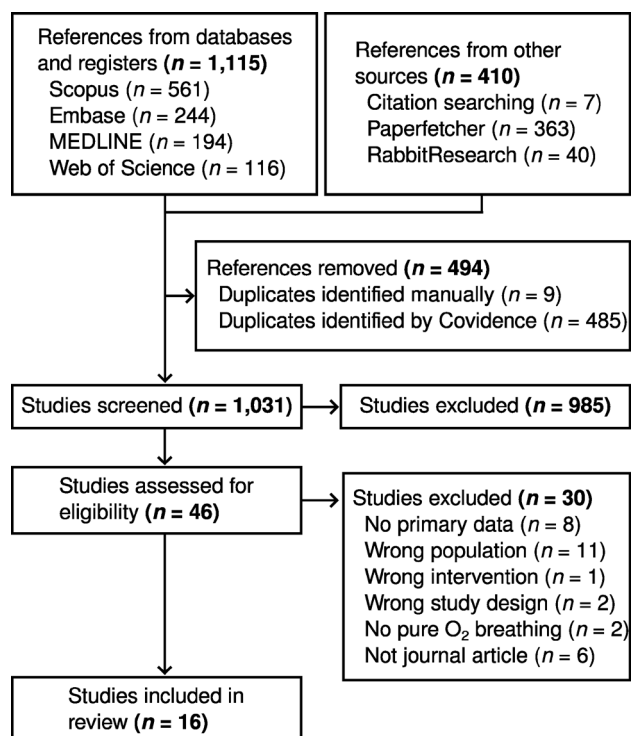 References from databases
and registers (n = 1,115)
Scopus (n = 561)
Embase (n = 244)
MEDLINE (n = 194)
Web of Science (n = 116)
References from other
sources (n = 410)
Citation searching (n = 7)
Paperfetcher (n = 363)
RabbitResearch (n = 40)
References removed (n = 494)
Duplicates identified manually (n = 9)
Duplicates identified by Covidence (n = 485)
Studies screened (n = 1,031)
Studies excluded (n = 985)
Studies assessed for
eligibility (n = 46)
Studies excluded (n = 30)
No primary data (n = 8)
Wrong population (n = 11)
Wrong intervention (n = 1)
Wrong study design (n = 2)
No pure O₂ breathing (n = 2)
Not journal article (n = 6)
Studies included in
review (n = 16)